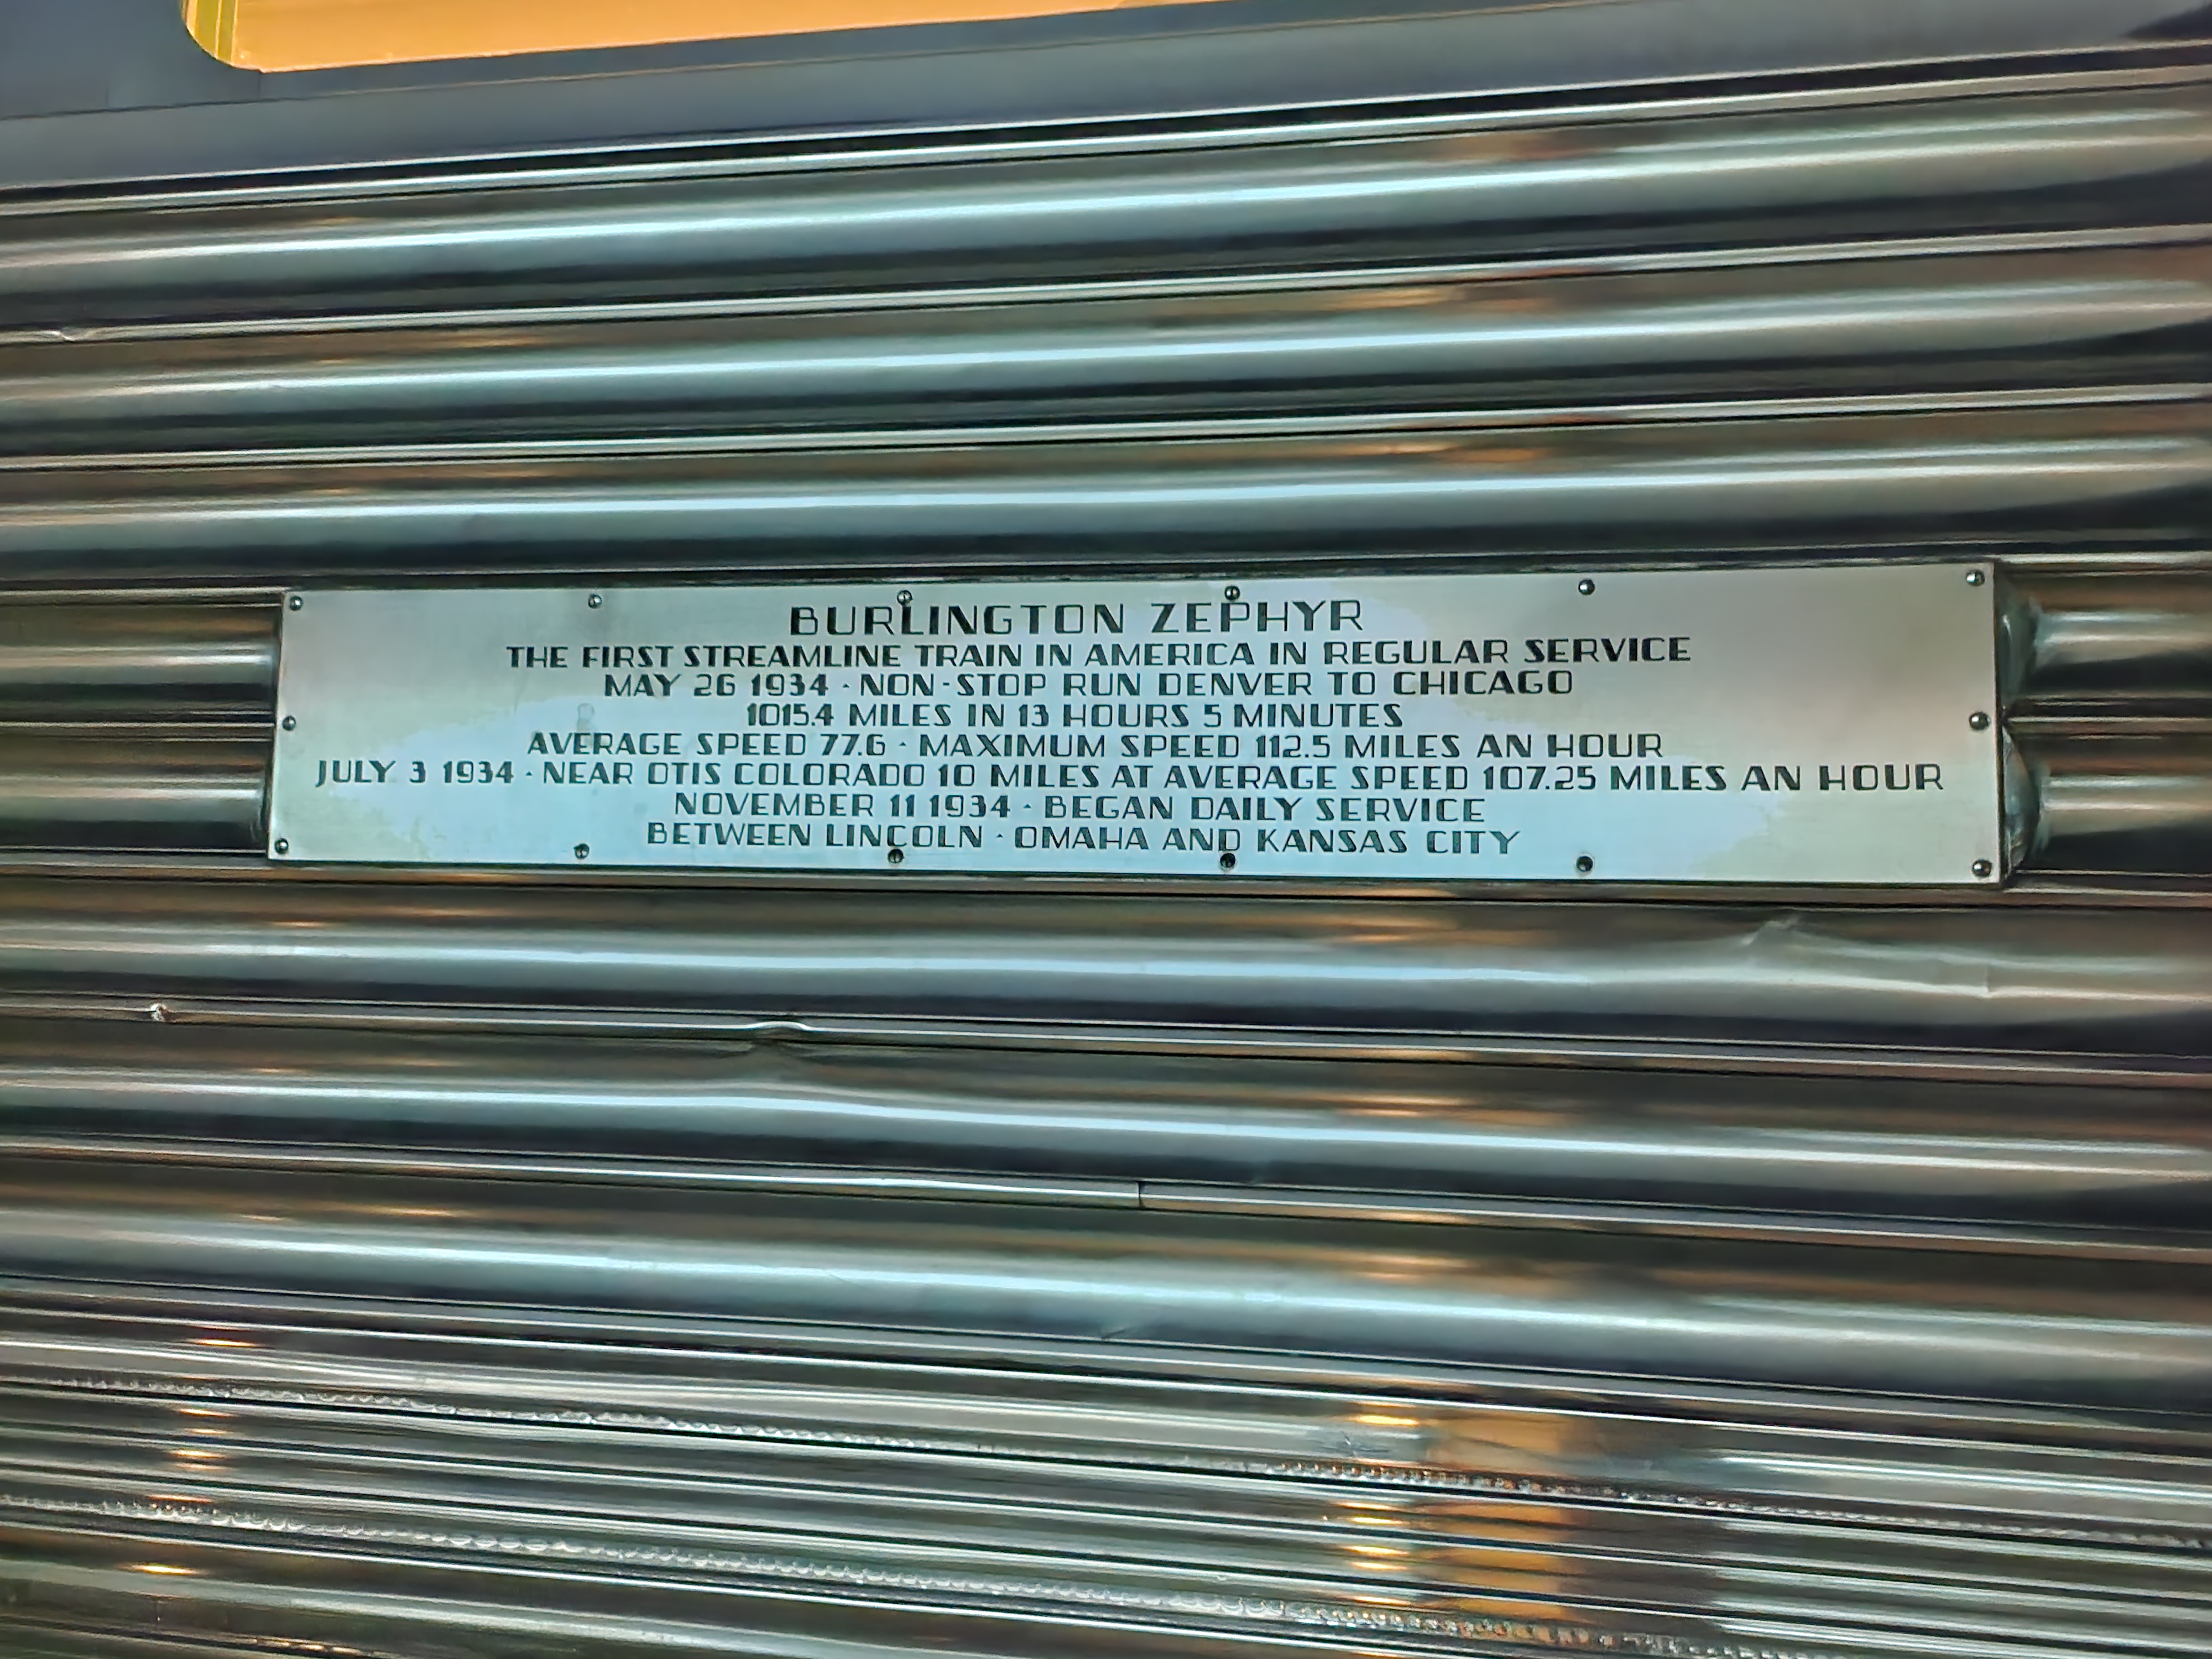 BURLINGTON ZEPHYR
THE FIRST STREAMLINE TRAIN IN AMERICA IN REGULAR SERVICE
MAY 26 1934 · NON-STOP RUN DENVER TO CHICAGO
1015.4 MILES IN 13 HOURS 5 MINUTES
AVERAGE SPEED 77.6 · MAXIMUM SPEED 112.5 MILES AN HOUR
JULY 3 1934 · NEAR OTIS COLORADO 10 MILES AT AVERAGE SPEED 107.25 MILES AN HOUR
NOVEMBER 11 1934 · BEGAN DAILY SERVICE
BETWEEN LINCOLN · OMAHA AND KANSAS CITY